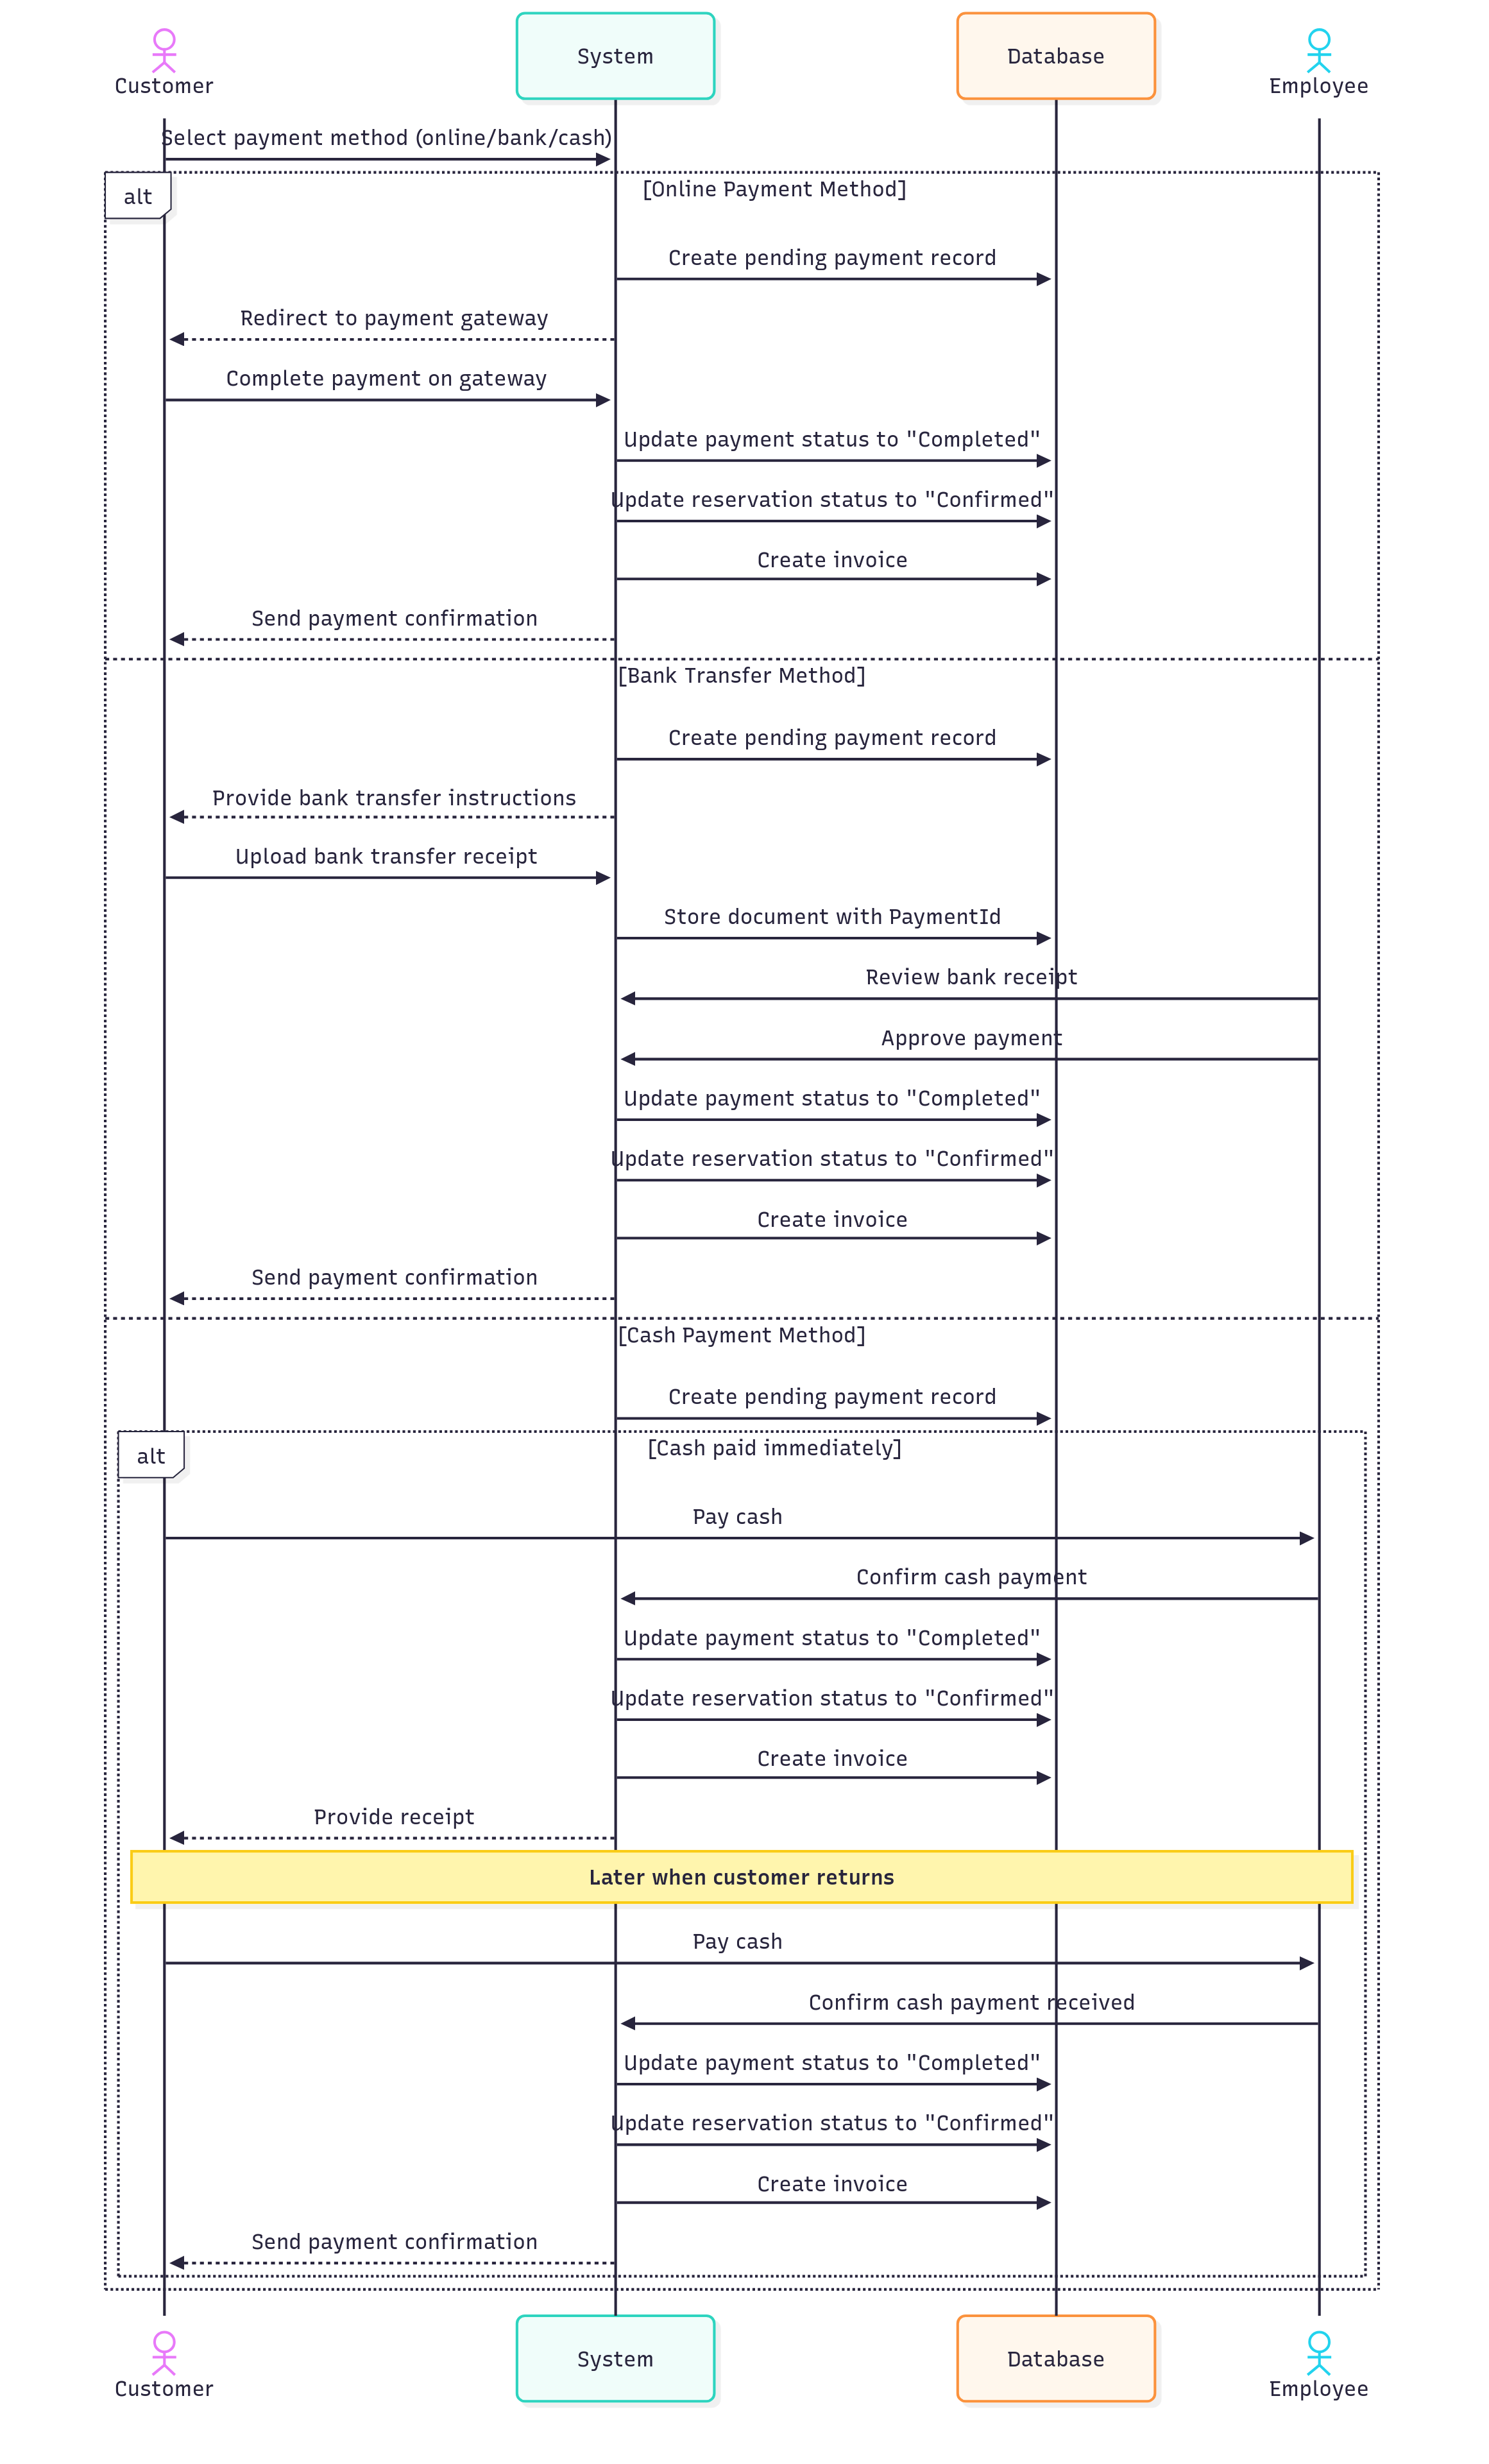 Customer
System
Database
Employee
Select payment method (online/bank/cash)
alt
[Online Payment Method]
Create pending payment record
Redirect to payment gateway
Complete payment on gateway
Update payment status to "Completed"
Update reservation status to "Confirmed"
Create invoice
Send payment confirmation
[Bank Transfer Method]
Create pending payment record
Provide bank transfer instructions
Upload bank transfer receipt
Store document with PaymentId
Review bank receipt
Approve payment
Update payment status to "Completed"
Update reservation status to "Confirmed"
Create invoice
Send payment confirmation
[Cash Payment Method]
Create pending payment record
alt
[Cash paid immediately]
Pay cash
Confirm cash payment
Update payment status to "Completed"
Update reservation status to "Confirmed"
Create invoice
Provide receipt
Later when customer returns
Pay cash
Confirm cash payment received
Update payment status to "Completed"
Update reservation status to "Confirmed"
Create invoice
Send payment confirmation
Customer
System
Database
Employee